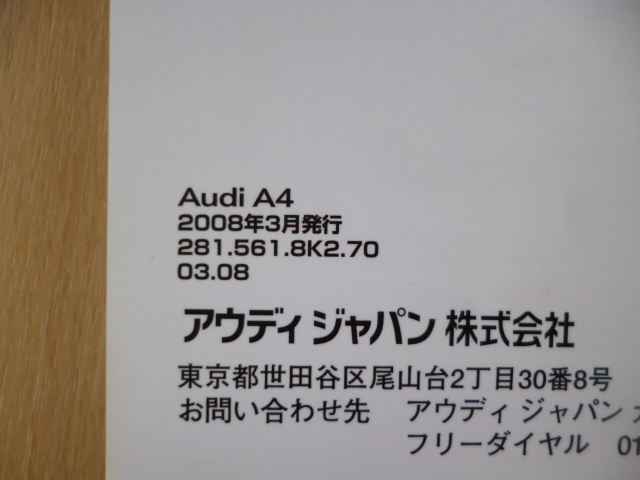 Audi A4
2008年3月発行
281.561.8K2.70
03.08
アウディ ジャパン 株式会社
東京都世田谷区尾山台2丁目30番8号
お問い合わせ先 アウディ ジャパン
フリーダイヤル 01